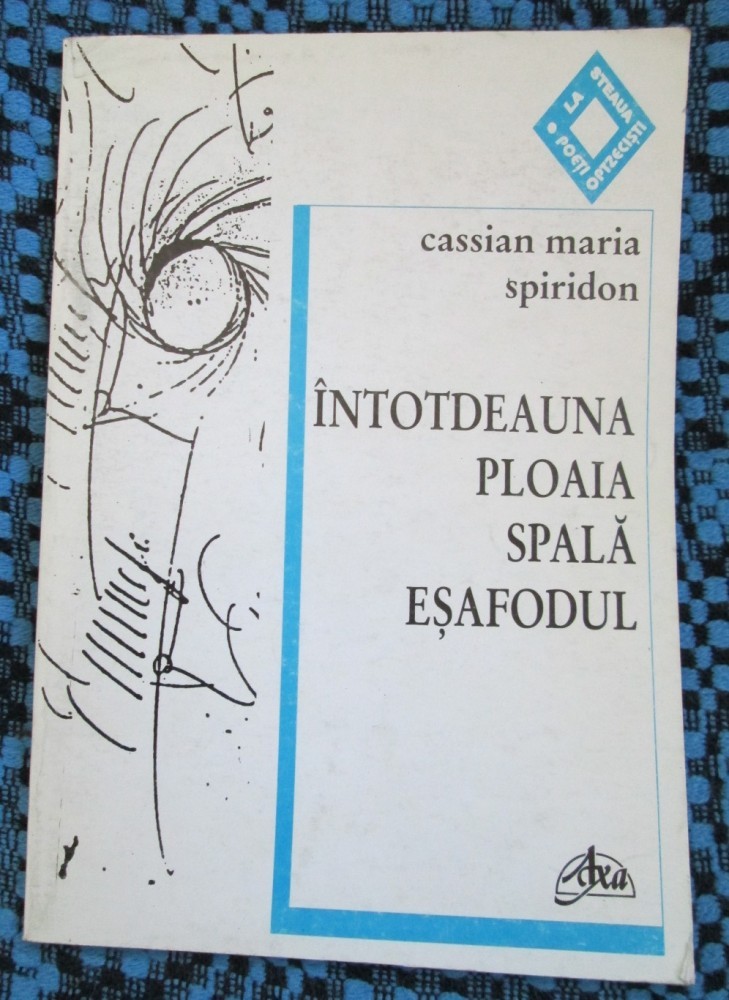 LA STEAUA
• POEȚI OPTZECIȘTI
cassian maria
spiridon
ÎNTOTDEAUNA
PLOAIA
SPALĂ
EȘAFODUL
Axa